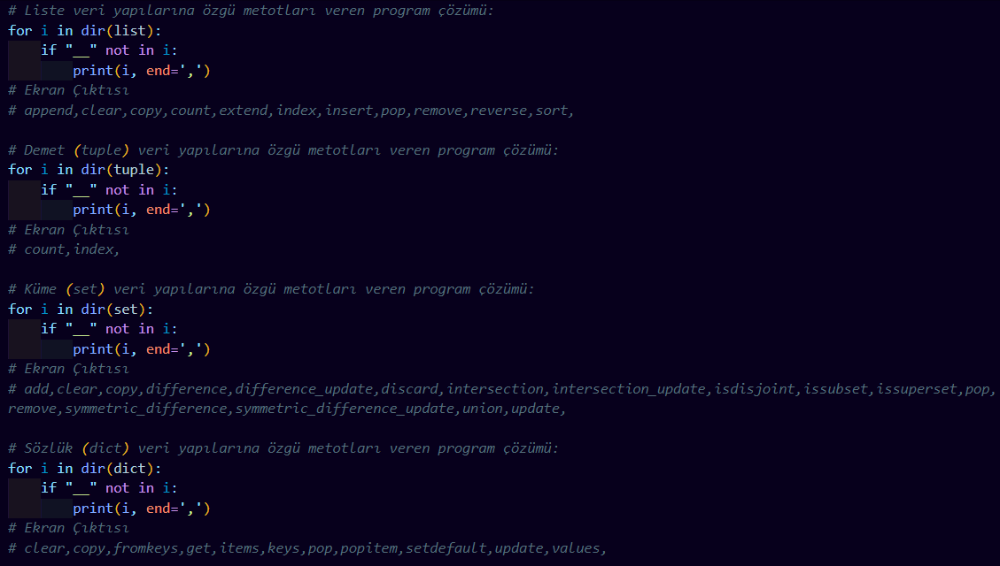 # Liste veri yapılarına özgü metotları veren program çözümü:
for i in dir(list):
    if "__" not in i:
        print(i, end=',')
# Ekran Çıktısı
# append,clear,copy,count,extend,index,insert,pop,remove,reverse,sort,

# Demet (tuple) veri yapılarına özgü metotları veren program çözümü:
for i in dir(tuple):
    if "__" not in i:
        print(i, end=',')
# Ekran Çıktısı
# count,index,

# Küme (set) veri yapılarına özgü metotları veren program çözümü:
for i in dir(set):
    if "__" not in i:
        print(i, end=',')
# Ekran Çıktısı
# add,clear,copy,difference,difference_update,discard,intersection,intersection_update,isdisjoint,issubset,issuperset,pop,
remove,symmetric_difference,symmetric_difference_update,union,update,

# Sözlük (dict) veri yapılarına özgü metotları veren program çözümü:
for i in dir(dict):
    if "__" not in i:
        print(i, end=',')
# Ekran Çıktısı
# clear,copy,fromkeys,get,items,keys,pop,popitem,setdefault,update,values,